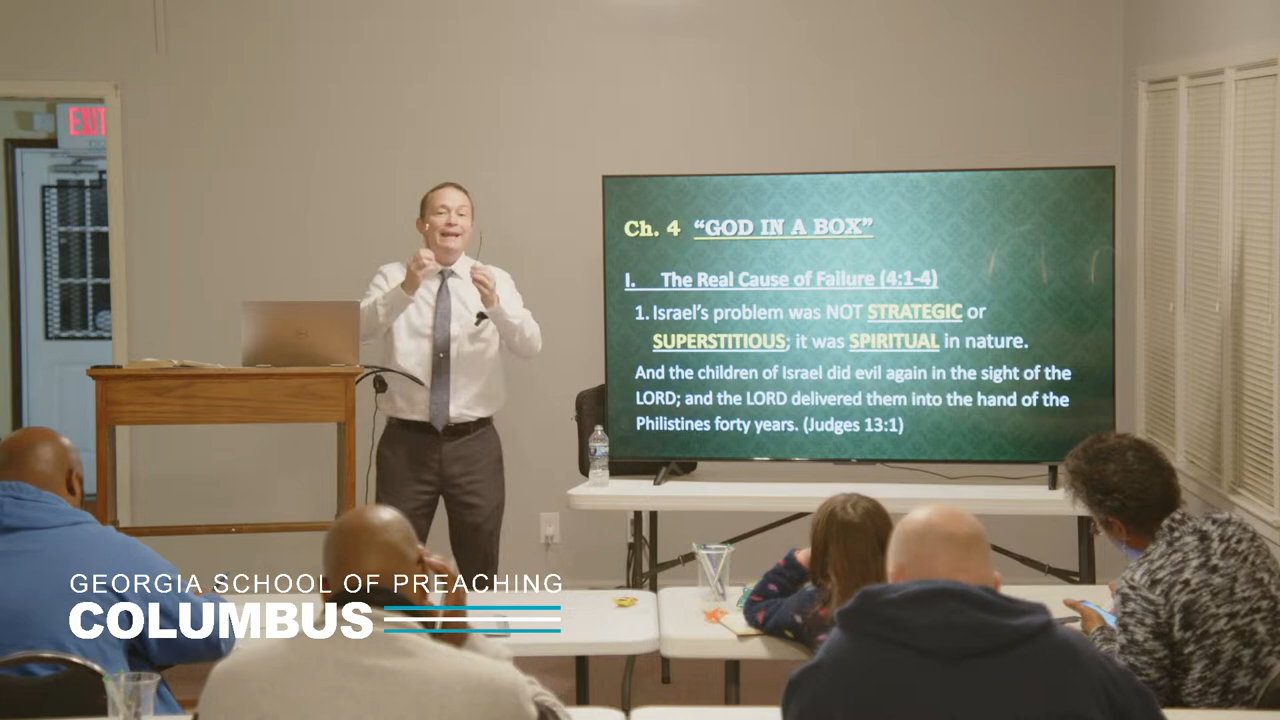 EXIT
Ch. 4 “GOD IN A BOX”
I. The Real Cause of Failure (4:1-4)
1. Israel’s problem was NOT STRATEGIC or
SUPERSTITIOUS; it was SPIRITUAL in nature.
And the children of Israel did evil again in the sight of the
LORD; and the LORD delivered them into the hand of the
Philistines forty years. (Judges 13:1)
GEORGIA SCHOOL OF PREACHING
COLUMBUS